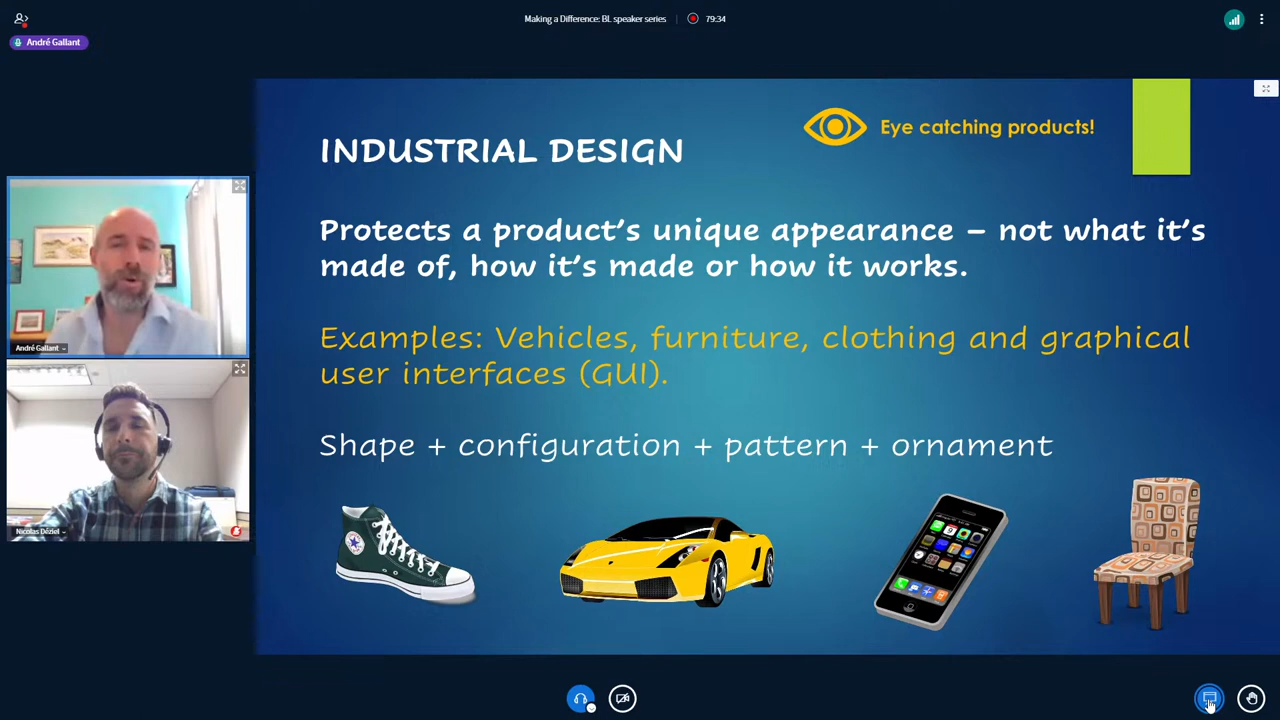 Making a Difference: BL speaker series
79:34
André Gallant
Eye catching products!
INDUSTRIAL DESIGN
Protects a product's unique appearance – not what it's
made of, how it's made or how it works.
Examples: Vehicles, furniture, clothing and graphical
user interfaces (GUI).
Shape + configuration + pattern + ornament
André Gallant
Nicolas Déziel